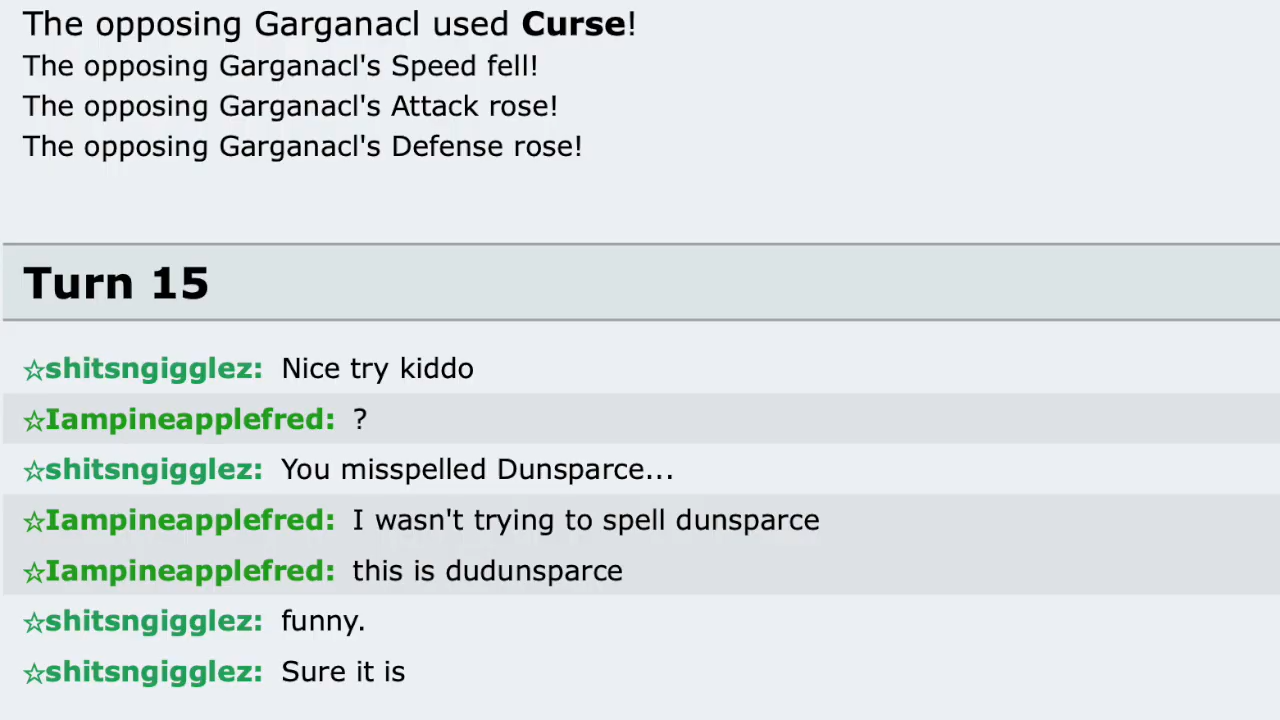 The opposing Garganacl used Curse!
The opposing Garganacl's Speed fell!
The opposing Garganacl's Attack rose!
The opposing Garganacl's Defense rose!
Turn 15
☆shitsngigglez: Nice try kiddo
☆Iampineapplefred: ?
☆shitsngigglez: You misspelled Dunsparce...
☆Iampineapplefred: I wasn't trying to spell dunsparce
☆Iampineapplefred: this is dudunsparce
☆shitsngigglez: funny.
☆shitsngigglez: Sure it is